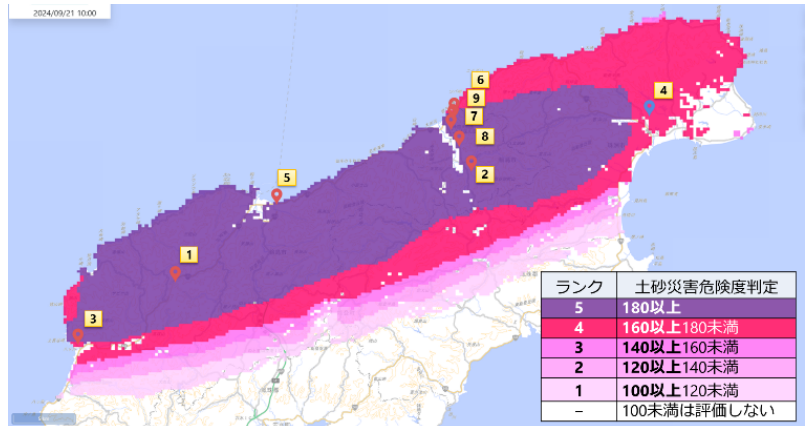 2024/09/21 10:00
6
9
4
7
8
2
5
1
3
ランク 土砂災害危険度判定
5 180以上
4 160以上180未満
3 140以上160未満
2 120以上140未満
1 100以上120未満
– 100未満は評価しない